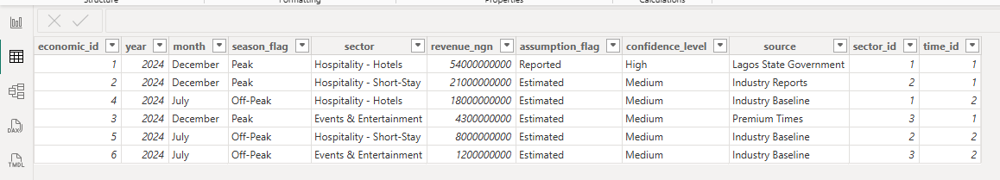 Structure Formatting Properties Calculations
economic_id year month season_flag sector revenue_ngn assumption_flag confidence_level source sector_id time_id
1 2024 December Peak Hospitality - Hotels 54000000000 Reported High Lagos State Government 1 1
2 2024 December Peak Hospitality - Short-Stay 21000000000 Estimated Medium Industry Reports 2 1
4 2024 July Off-Peak Hospitality - Hotels 18000000000 Estimated Medium Industry Baseline 1 2
3 2024 December Peak Events & Entertainment 4300000000 Estimated Medium Premium Times 3 1
5 2024 July Off-Peak Hospitality - Short-Stay 8000000000 Estimated Medium Industry Baseline 2 2
6 2024 July Off-Peak Events & Entertainment 1200000000 Estimated Medium Industry Baseline 3 2
DAX
TMDL